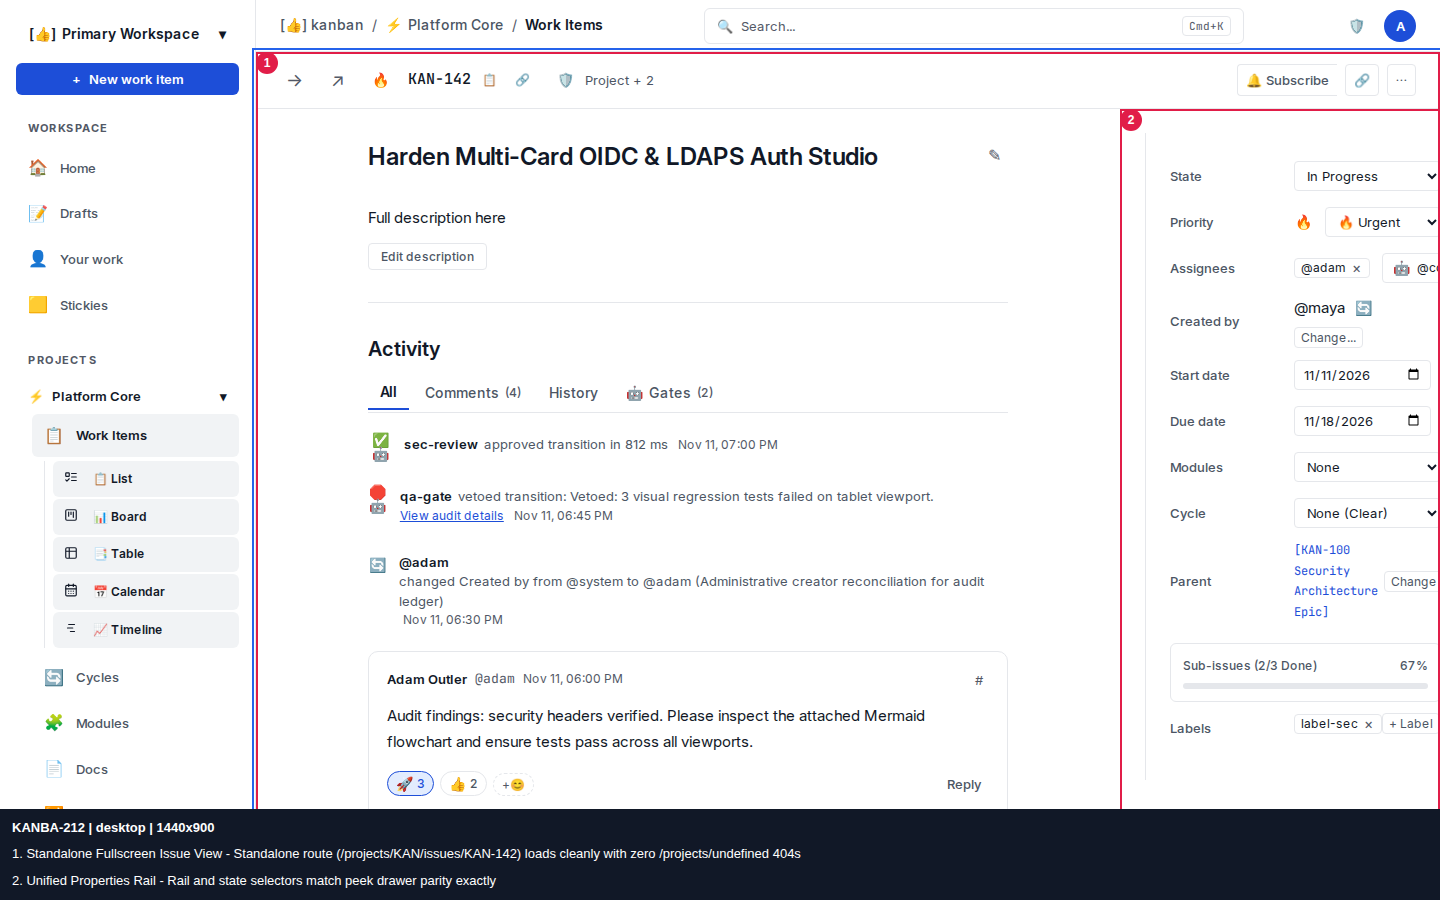 [👍] Primary Workspace ▼
+ New work item
WORKSPACE
🏠 Home
📝 Drafts
👤 Your work
🟨 Stickies
PROJECTS
⚡ Platform Core ▼
📋 Work Items
📋 List
📊 Board
📑 Table
📅 Calendar
📈 Timeline
🔄 Cycles
🧩 Modules
📄 Docs
[👍] kanban / ⚡ Platform Core / Work Items
🔍 Search... Cmd+K
🛡️ A
1
→ ↗ 🔥 KAN-142 📋 🔗 🛡️ Project + 2
🔔 Subscribe 🔗 ...
Harden Multi-Card OIDC & LDAPS Auth Studio ✎
Full description here
Edit description
Activity
All Comments (4) History 🤖 Gates (2)
✅🤖 sec-review approved transition in 812 ms Nov 11, 07:00 PM
🛑🤖 qa-gate vetoed transition: Vetoed: 3 visual regression tests failed on tablet viewport.
View audit details Nov 11, 06:45 PM
🔄 @adam
changed Created by from @system to @adam (Administrative creator reconciliation for audit
ledger)
Nov 11, 06:30 PM
Adam Outler @adam Nov 11, 06:00 PM #
Audit findings: security headers verified. Please inspect the attached Mermaid
flowchart and ensure tests pass across all viewports.
🚀 3 👍 2 +😊 Reply
2
State In Progress
Priority 🔥 🔥 Urgent
Assignees @adam × 🤖
Created by @maya 🔄
Change...
Start date 11/11/2026
Due date 11/18/2026
Modules None
Cycle None (Clear)
Parent [KAN-100
Security
Architecture
Epic]
Change
Sub-issues (2/3 Done) 67%
Labels label-sec × + Label
KANBA-212 | desktop | 1440x900
1. Standalone Fullscreen Issue View - Standalone route (/projects/KAN/issues/KAN-142) loads cleanly with zero /projects/undefined 404s
2. Unified Properties Rail - Rail and state selectors match peek drawer parity exactly